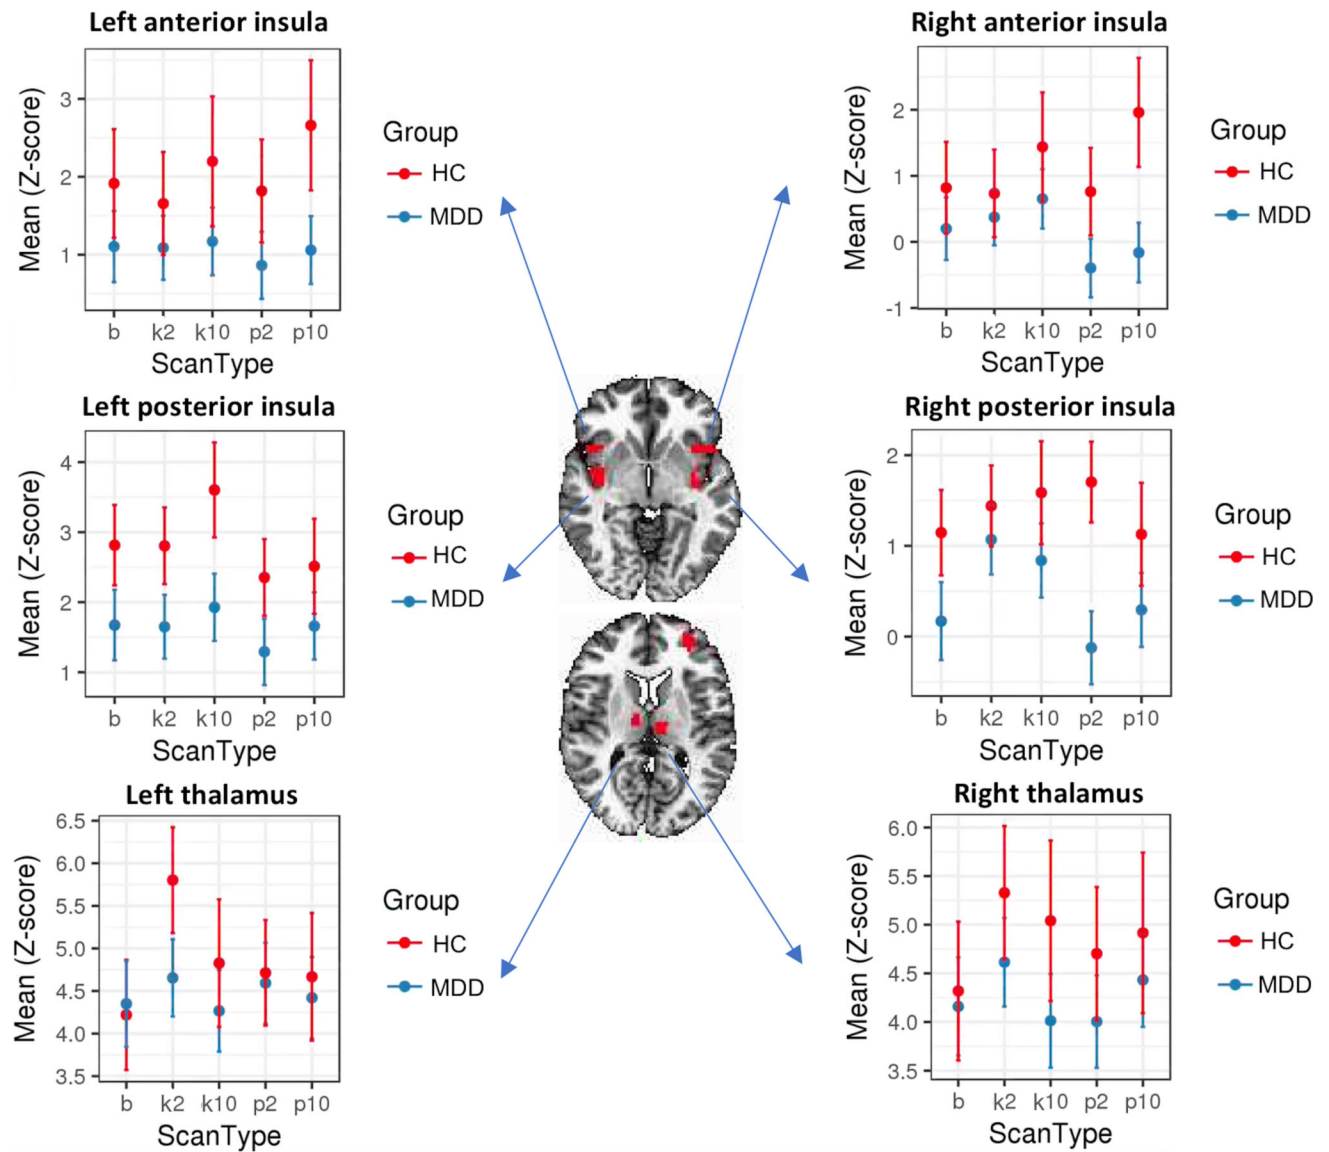 Left anterior insula
Mean (Z-score)
3
2
1
b k2 k10 p2 p10
ScanType
Group
HC
MDD
Right anterior insula
Mean (Z-score)
2
1
0
-1
b k2 k10 p2 p10
ScanType
Group
HC
MDD
Left posterior insula
Mean (Z-score)
4
3
2
1
b k2 k10 p2 p10
ScanType
Group
HC
MDD
Right posterior insula
Mean (Z-score)
2
1
0
b k2 k10 p2 p10
ScanType
Group
HC
MDD
Left thalamus
Mean (Z-score)
6.5
6.0
5.5
5.0
4.5
4.0
3.5
b k2 k10 p2 p10
ScanType
Group
HC
MDD
Right thalamus
Mean (Z-score)
6.0
5.5
5.0
4.5
4.0
3.5
b k2 k10 p2 p10
ScanType
Group
HC
MDD